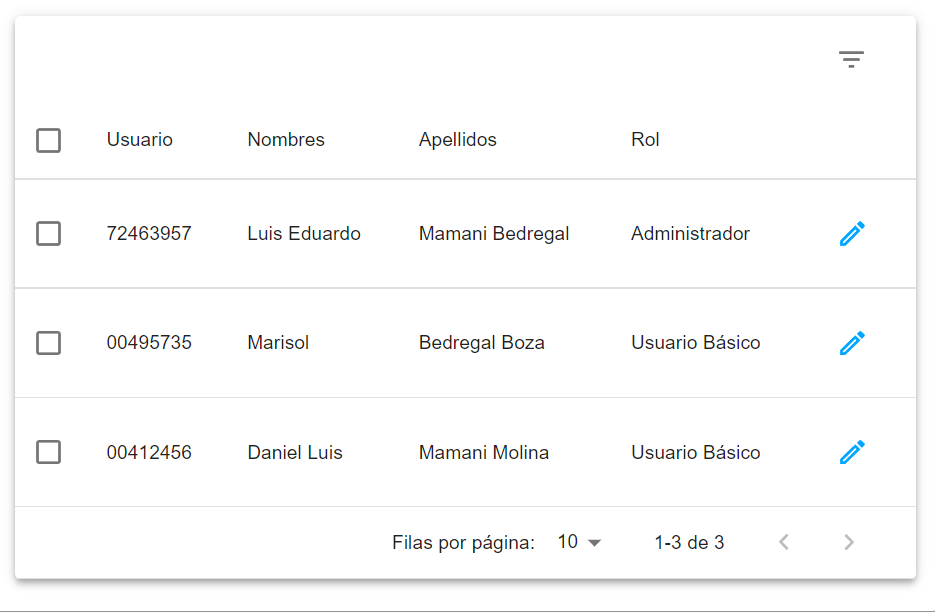 Usuario Nombres Apellidos Rol
72463957 Luis Eduardo Mamani Bedregal Administrador
00495735 Marisol Bedregal Boza Usuario Básico
00412456 Daniel Luis Mamani Molina Usuario Básico
Filas por página: 10 1-3 de 3